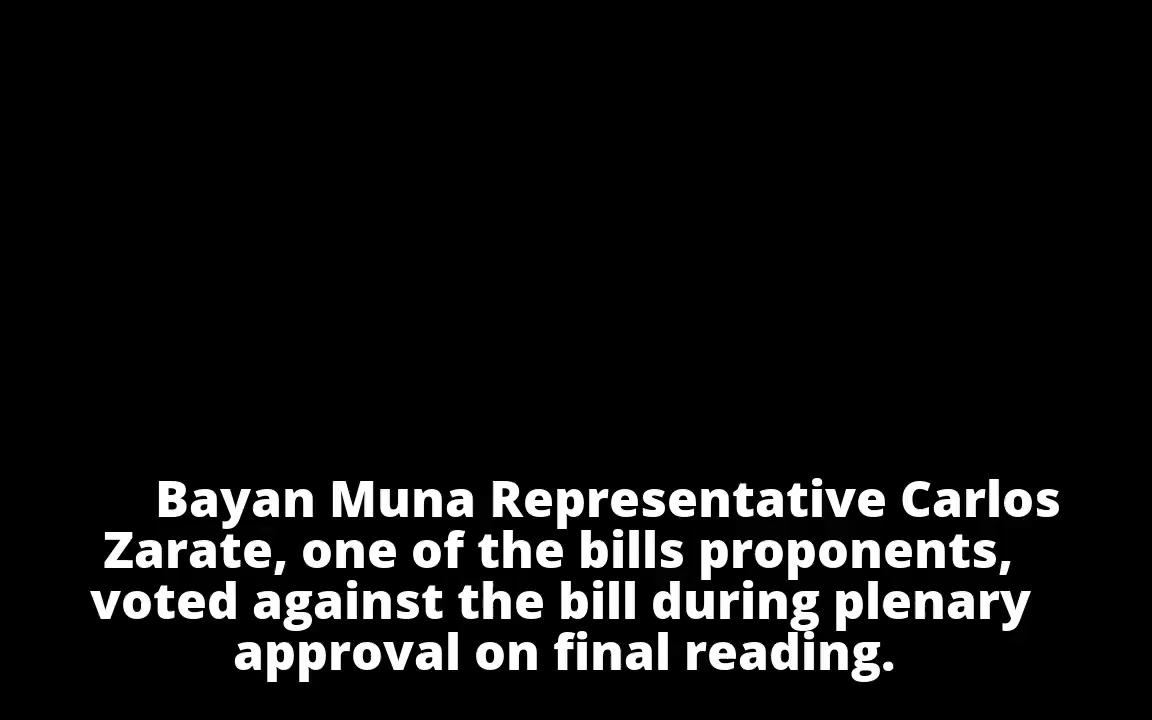 Bayan Muna Representative Carlos
Zarate, one of the bills proponents,
voted against the bill during plenary
approval on final reading.